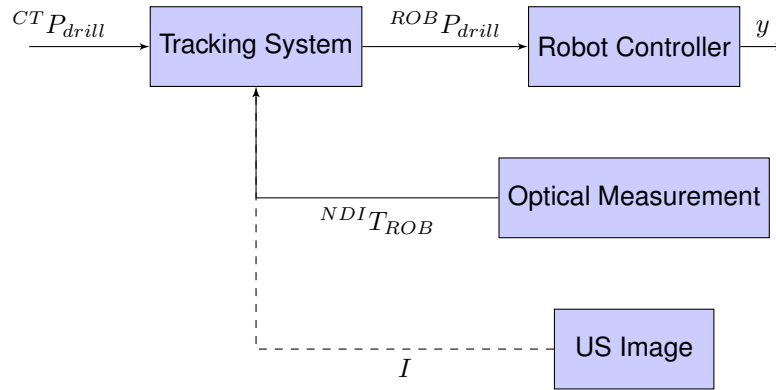 $^{CT}P_{drill}$
Tracking System
$^{ROB}P_{drill}$
Robot Controller
$y$
Optical Measurement
$^{NDI}T_{ROB}$
US Image
$I$